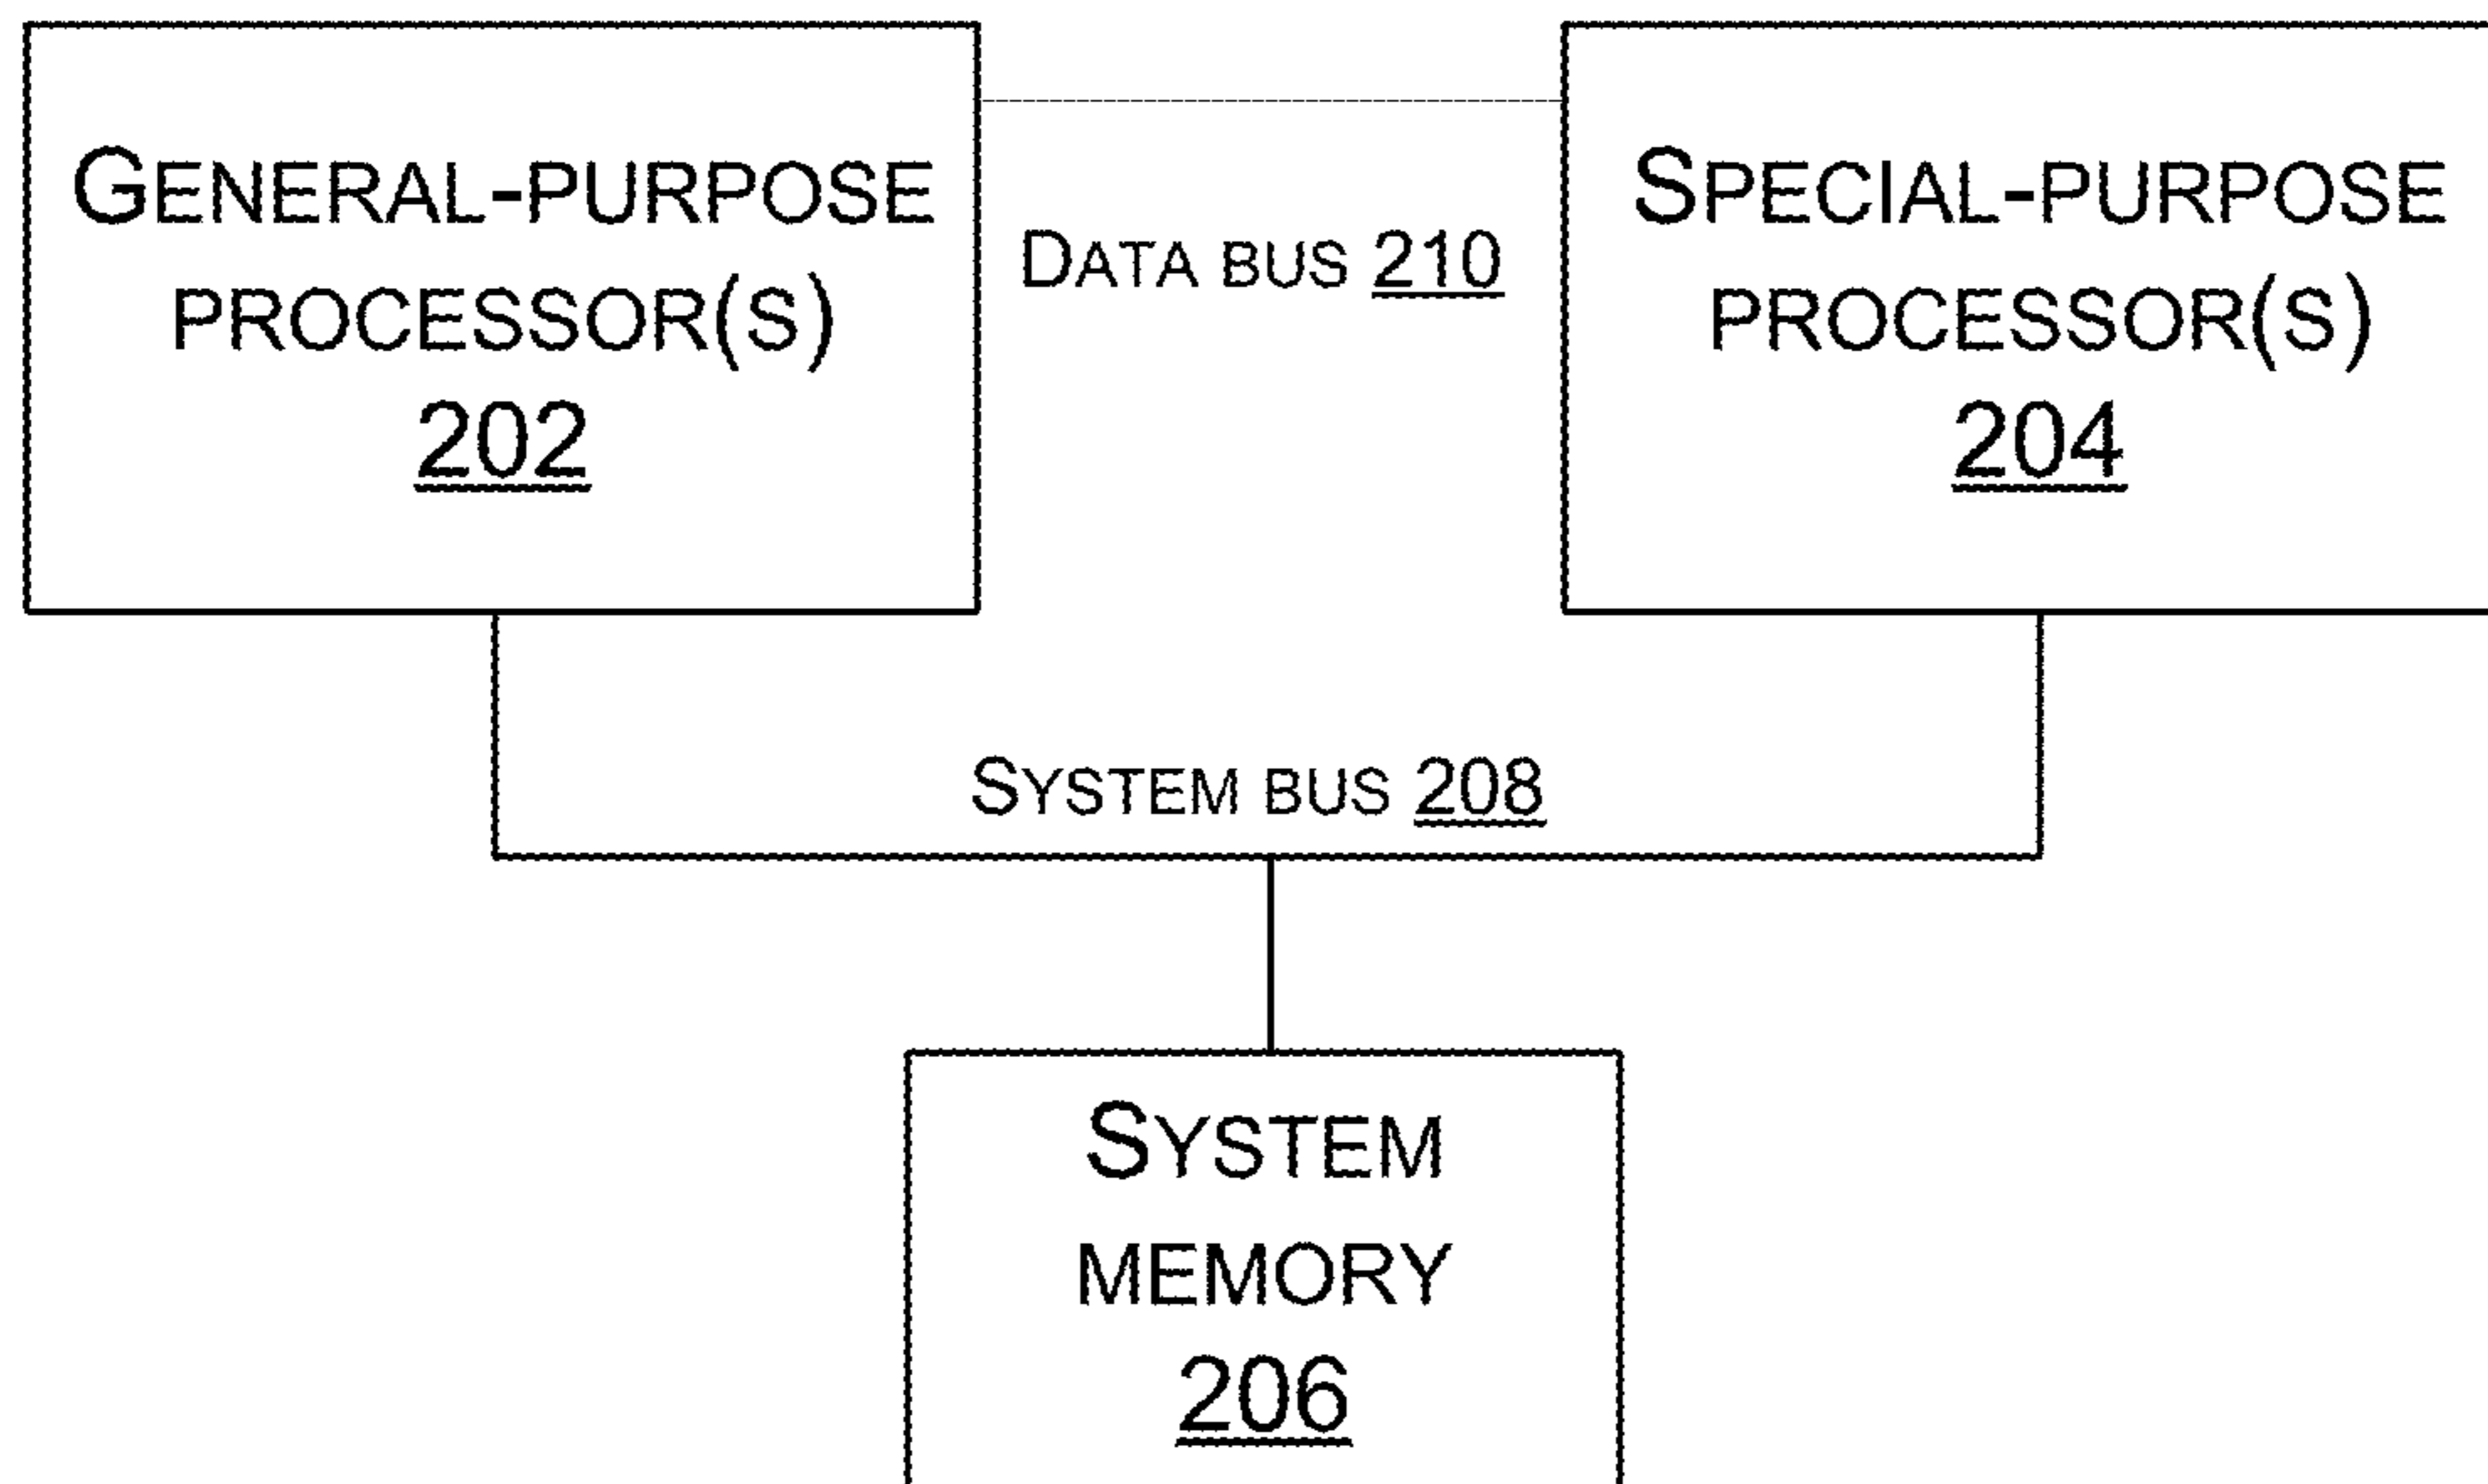 GENERAL-PURPOSE
PROCESSOR(S)
202
DATA BUS 210
SPECIAL-PURPOSE
PROCESSOR(S)
204
SYSTEM BUS 208
SYSTEM
MEMORY
206